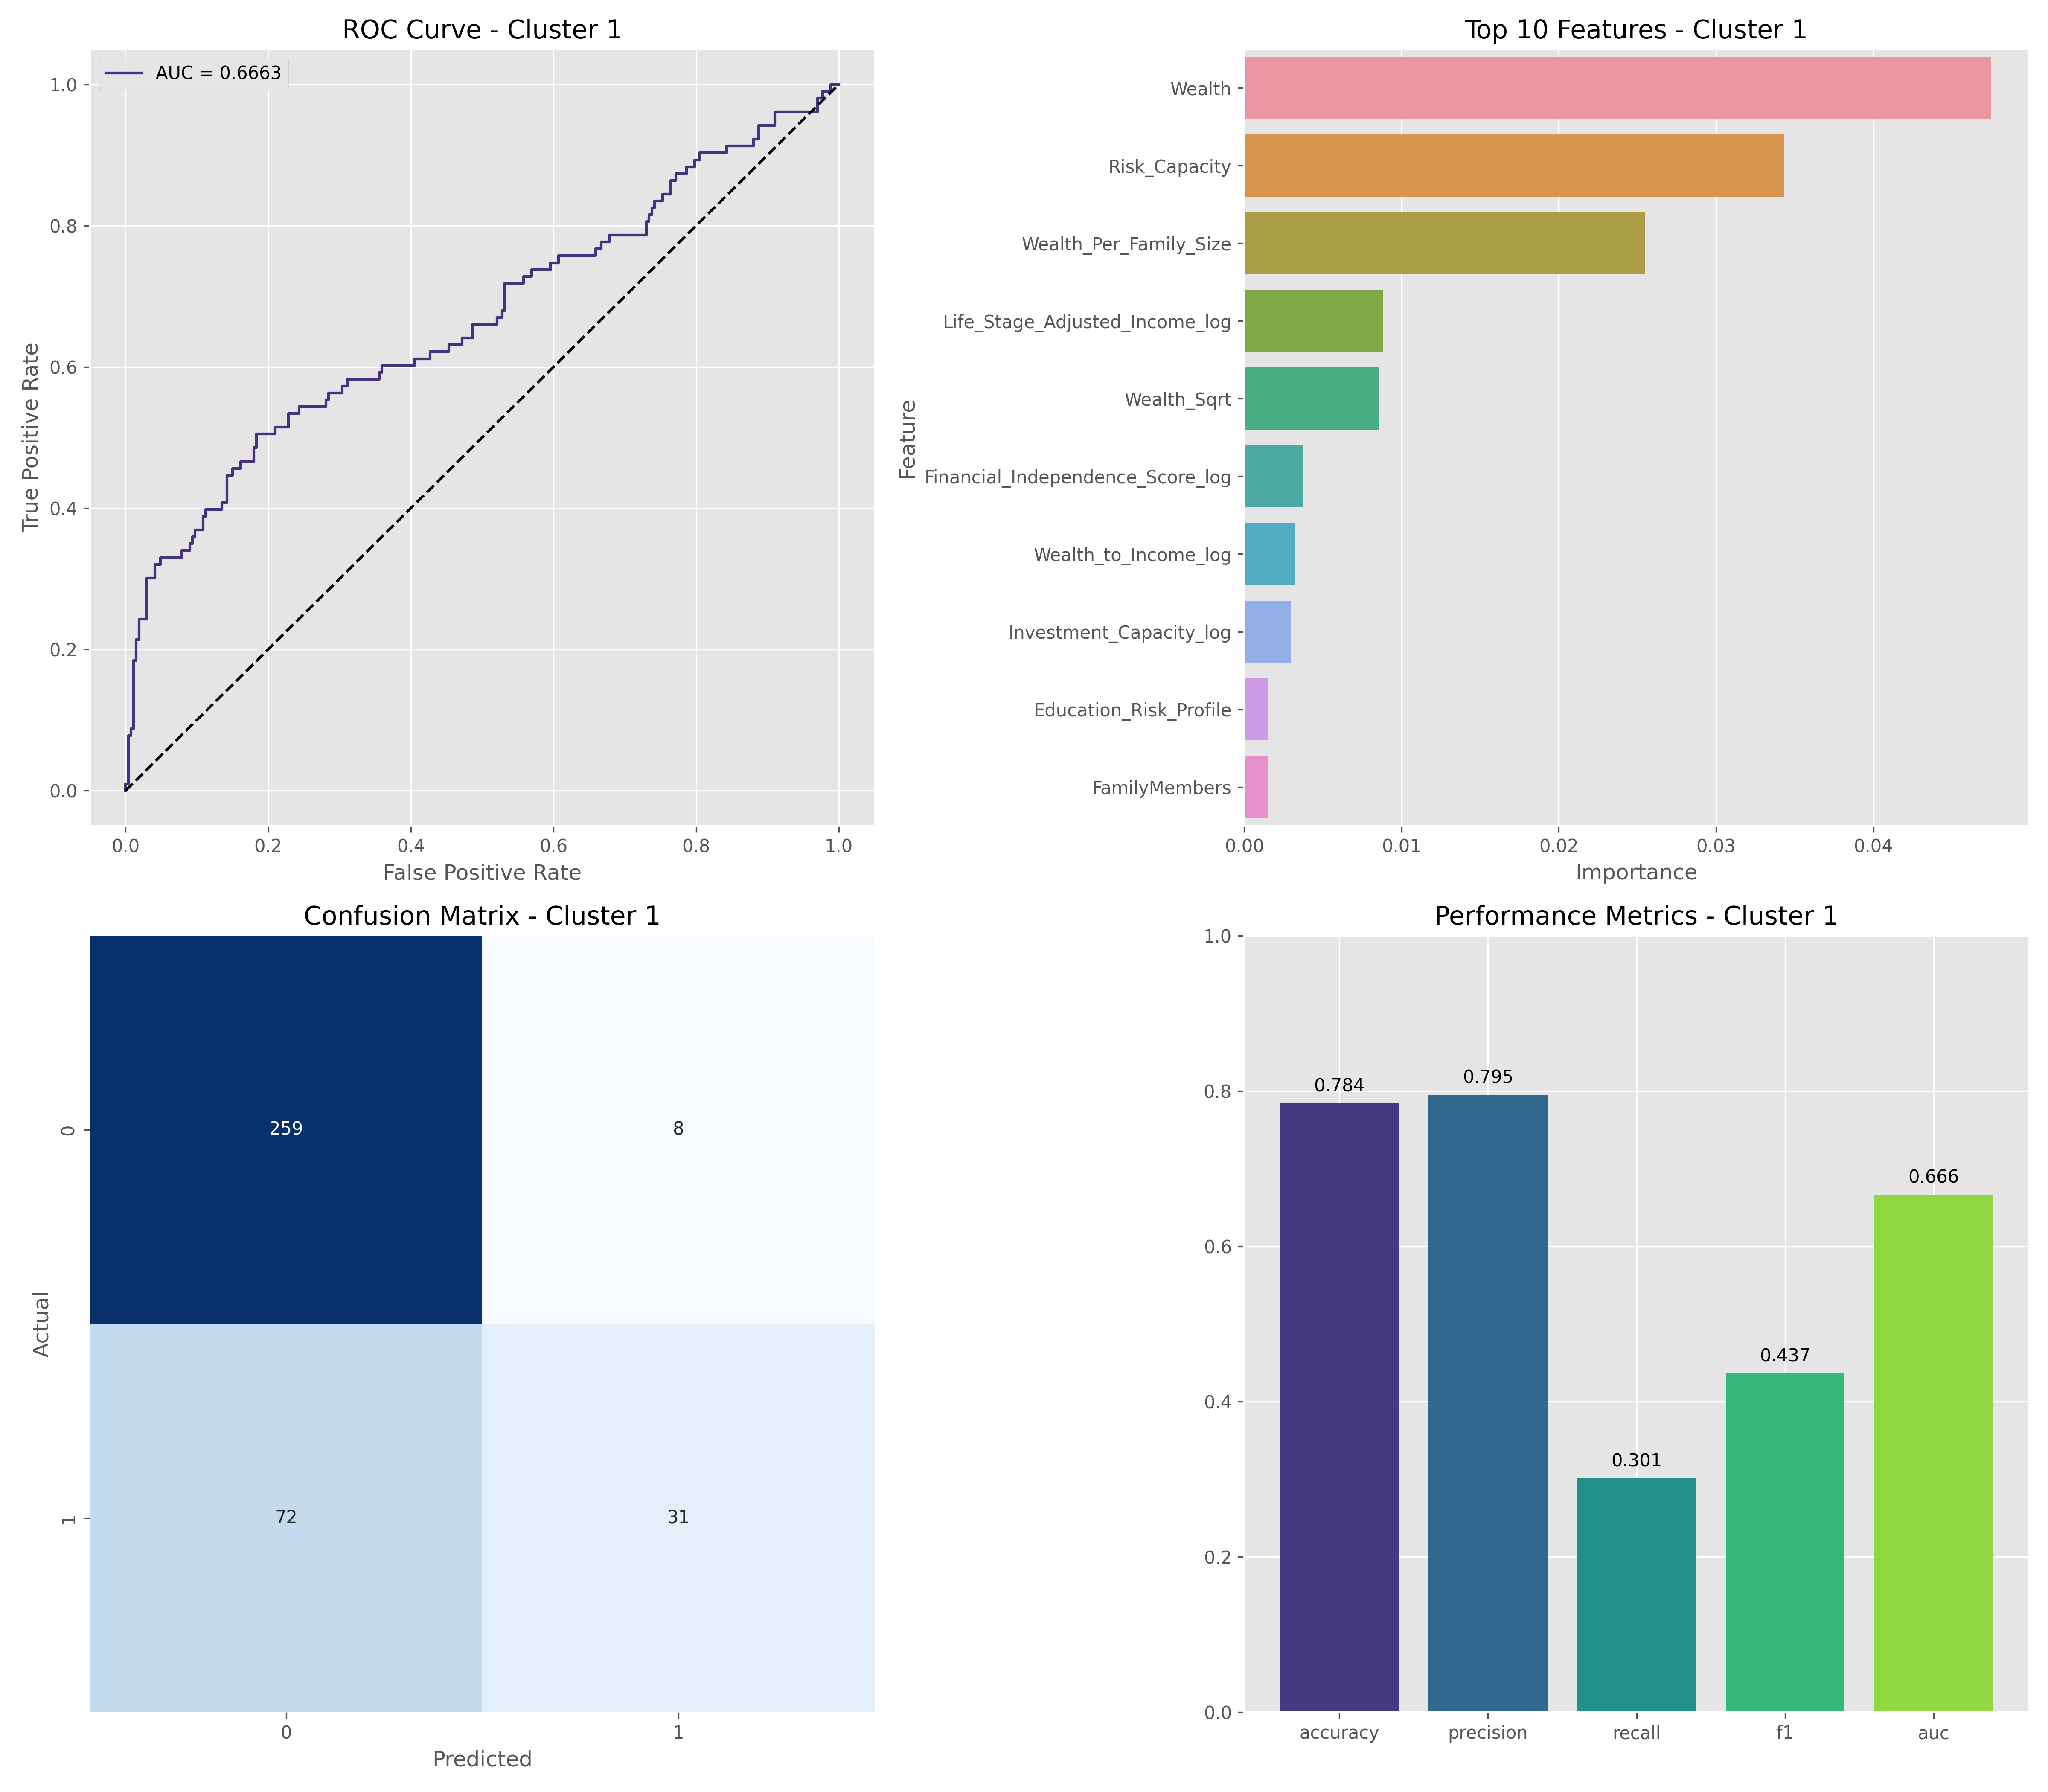 ROC Curve - Cluster 1
AUC = 0.6663
1.0
0.8
0.6
0.4
0.2
0.0
True Positive Rate
0.0 0.2 0.4 0.6 0.8 1.0
False Positive Rate
Top 10 Features - Cluster 1
Feature
Wealth
Risk_Capacity
Wealth_Per_Family_Size
Life_Stage_Adjusted_Income_log
Wealth_Sqrt
Financial_Independence_Score_log
Wealth_to_Income_log
Investment_Capacity_log
Education_Risk_Profile
FamilyMembers
0.00 0.01 0.02 0.03 0.04
Importance
Confusion Matrix - Cluster 1
Actual
0
259 8
1
72 31
0 1
Predicted
Performance Metrics - Cluster 1
1.0
0.8
0.6
0.4
0.2
0.0
0.784
0.795
0.301
0.437
0.666
accuracy precision recall f1 auc